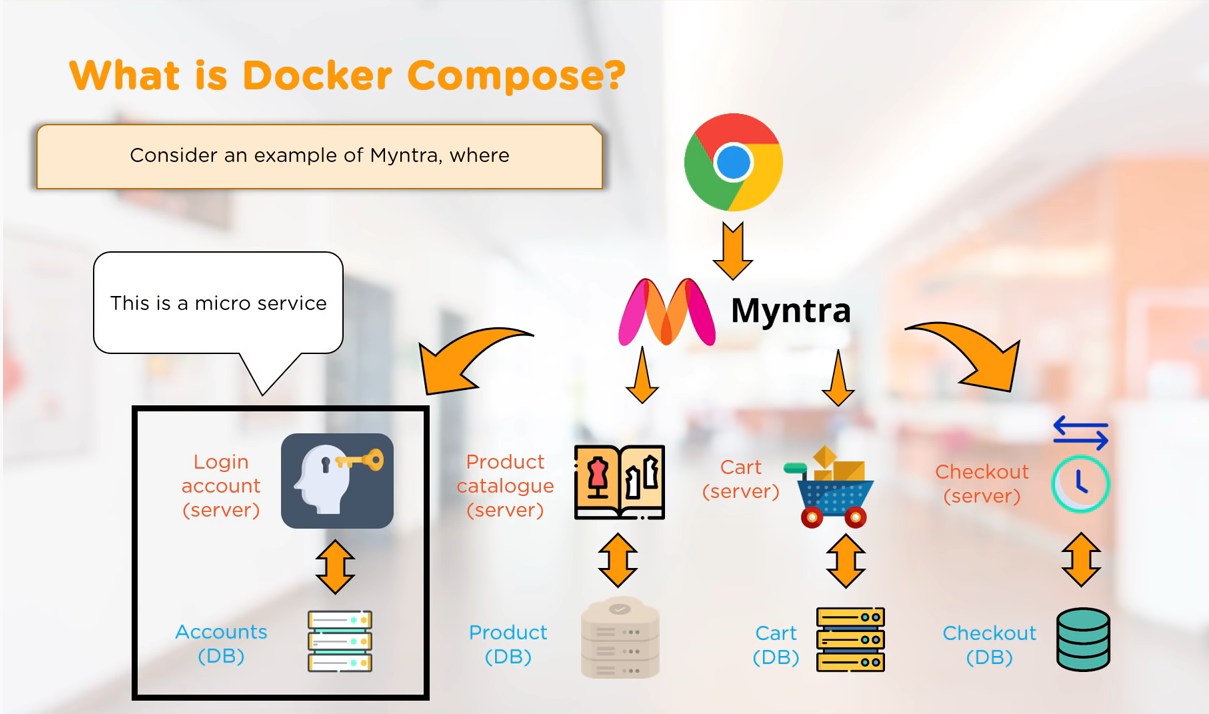 What is Docker Compose?
Consider an example of Myntra, where
This is a micro service
Myntra
Login
account
(server)
Product
catalogue
(server)
Cart
(server)
Checkout
(server)
Accounts
(DB)
Product
(DB)
Cart
(DB)
Checkout
(DB)